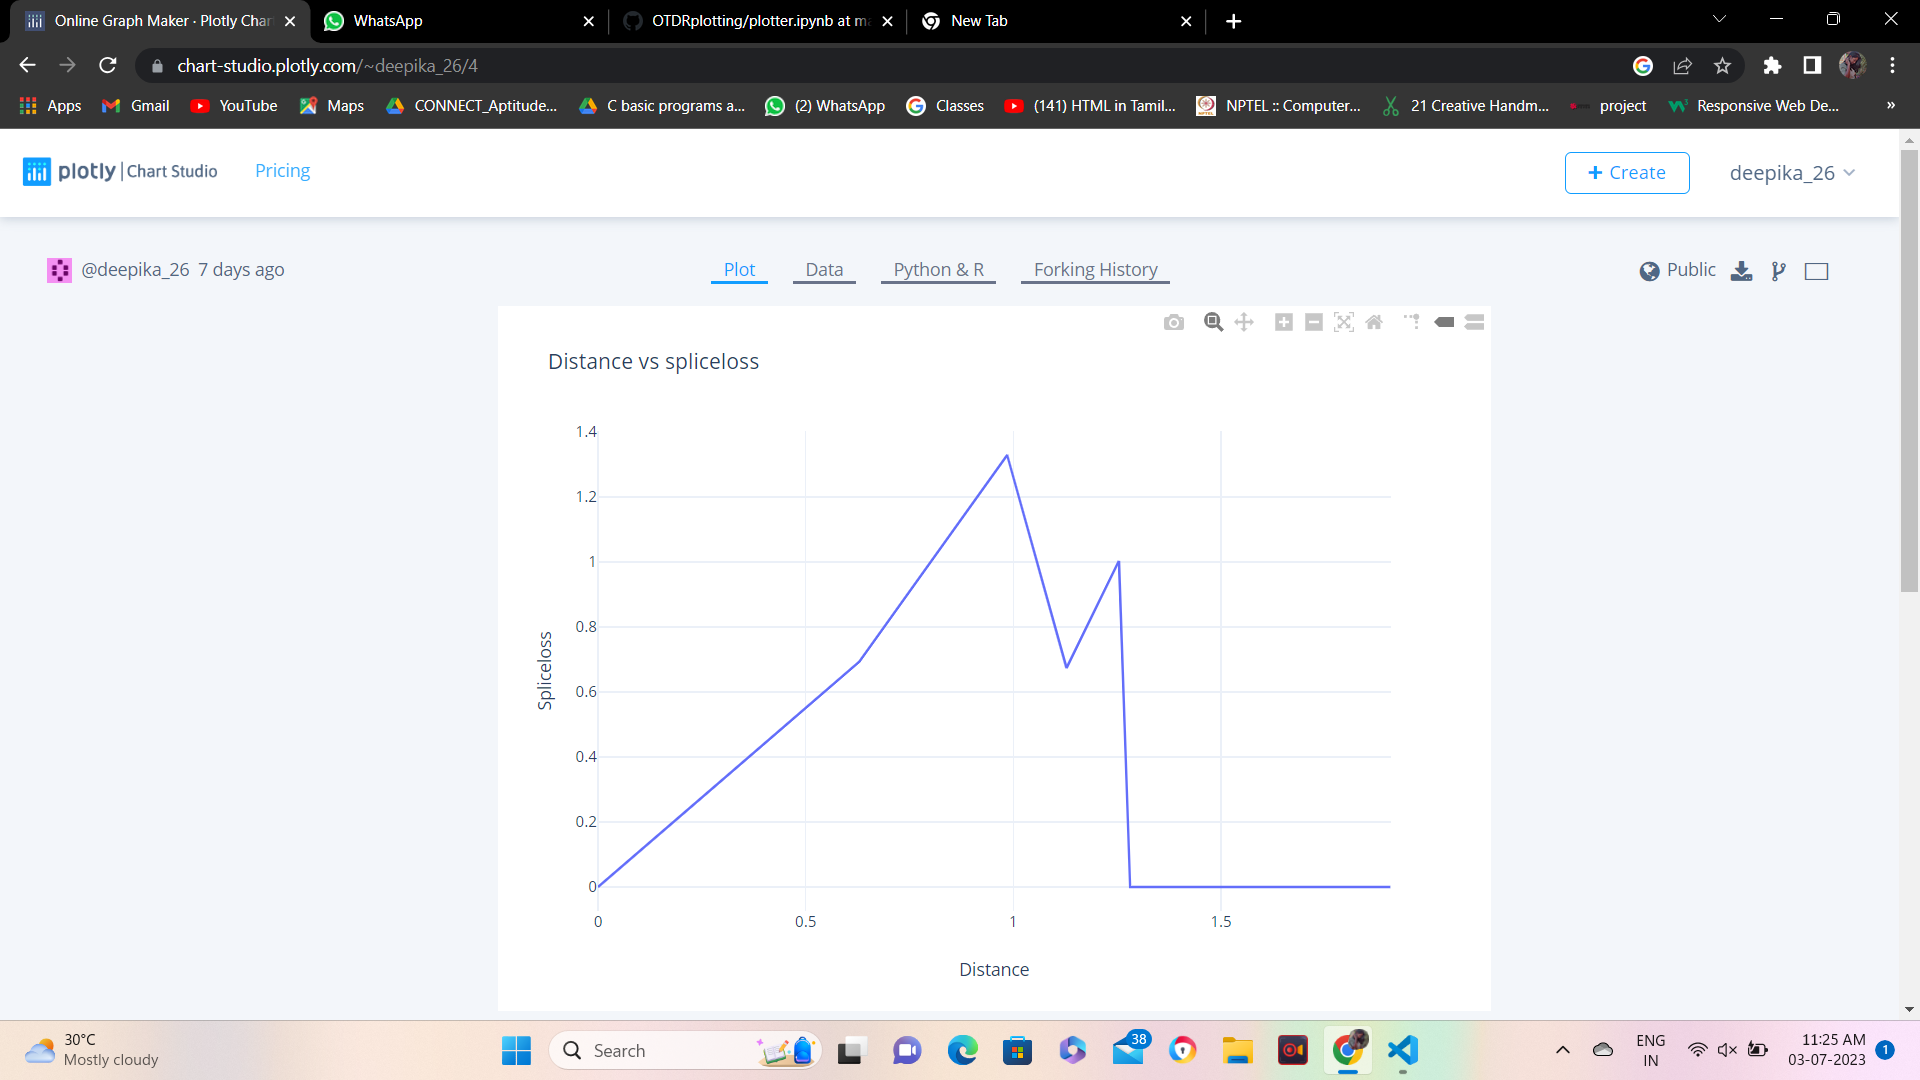 Online Graph Maker · Plotly Char
WhatsApp
OTDRplotting/plotter.ipynb at ma
New Tab
chart-studio.plotly.com/~deepika_26/4
Apps
Gmail
YouTube
Maps
CONNECT_Aptitude...
C basic programs a...
(2) WhatsApp
Classes
(141) HTML in Tamil...
NPTEL :: Computer...
21 Creative Handm...
project
Responsive Web De...
»
plotly | Chart Studio
Pricing
+ Create
deepika_26
@deepika_26 7 days ago
Plot
Data
Python & R
Forking History
Public
Distance vs spliceloss
1.4
1.2
1
0.8
0.6
0.4
0.2
0
Spliceloss
0
0.5
1
1.5
Distance
30°C
Mostly cloudy
Search
38
ENG
IN
11:25 AM
03-07-2023
1